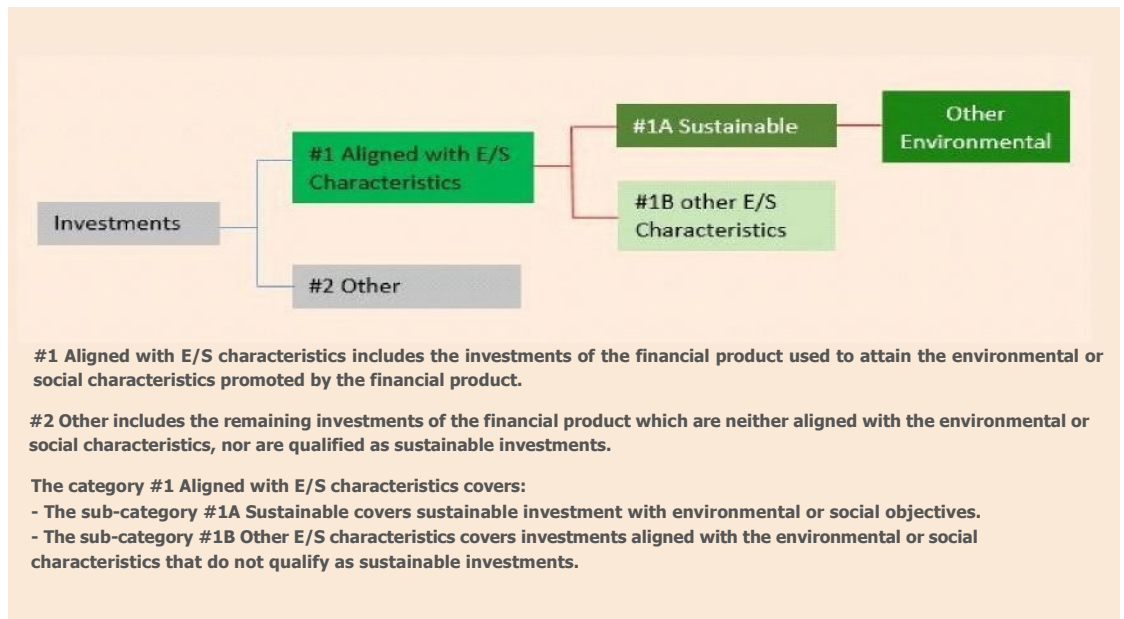 Other
Environmental
#1A Sustainable
#1 Aligned with E/S
Characteristics
#1B other E/S
Characteristics
Investments
#2 Other
#1 Aligned with E/S characteristics includes the investments of the financial product used to attain the environmental or
social characteristics promoted by the financial product.
#2 Other includes the remaining investments of the financial product which are neither aligned with the environmental or
social characteristics, nor are qualified as sustainable investments.
The category #1 Aligned with E/S characteristics covers:
- The sub-category #1A Sustainable covers sustainable investment with environmental or social objectives.
- The sub-category #1B Other E/S characteristics covers investments aligned with the environmental or social
characteristics that do not qualify as sustainable investments.